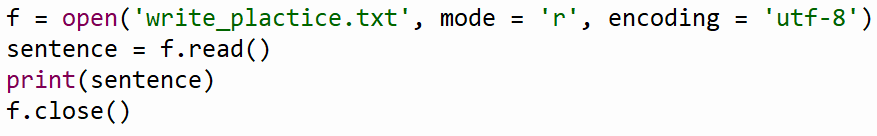 f = open('write_plactice.txt', mode = 'r', encoding = 'utf-8')
sentence = f.read()
print(sentence)
f.close()